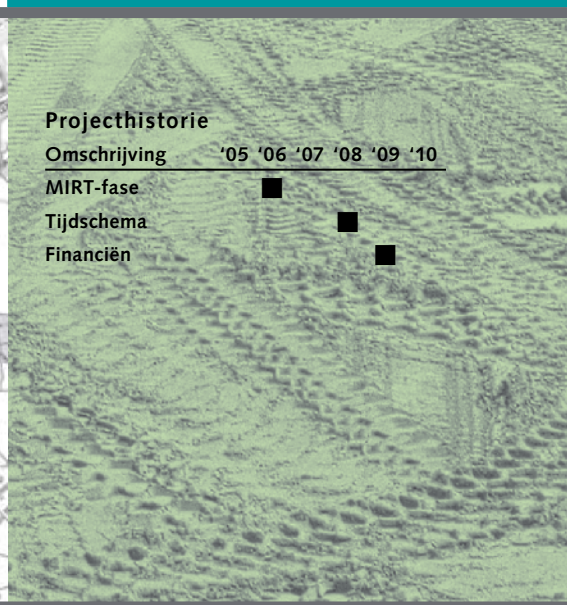 Projecthistorie
Omschrijving ‘05 ‘06 ‘07 ‘08 ‘09 ‘10
MIRT-fase ■
Tijdschema ■
Financiën ■